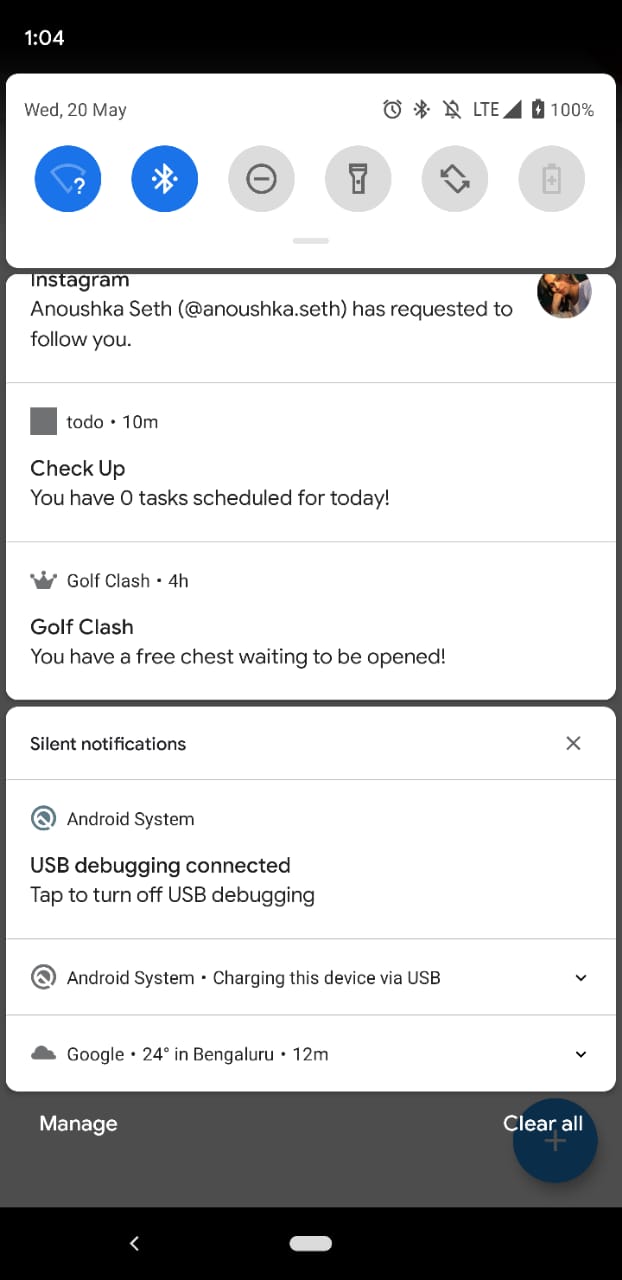 1:04
Wed, 20 May
LTE
100%
?
Instagram
Anoushka Seth (@anoushka.seth) has requested to
follow you.
todo • 10m
Check Up
You have 0 tasks scheduled for today!
Golf Clash • 4h
Golf Clash
You have a free chest waiting to be opened!
Silent notifications
Android System
USB debugging connected
Tap to turn off USB debugging
Android System • Charging this device via USB
Google • 24° in Bengaluru • 12m
Manage
Clear all